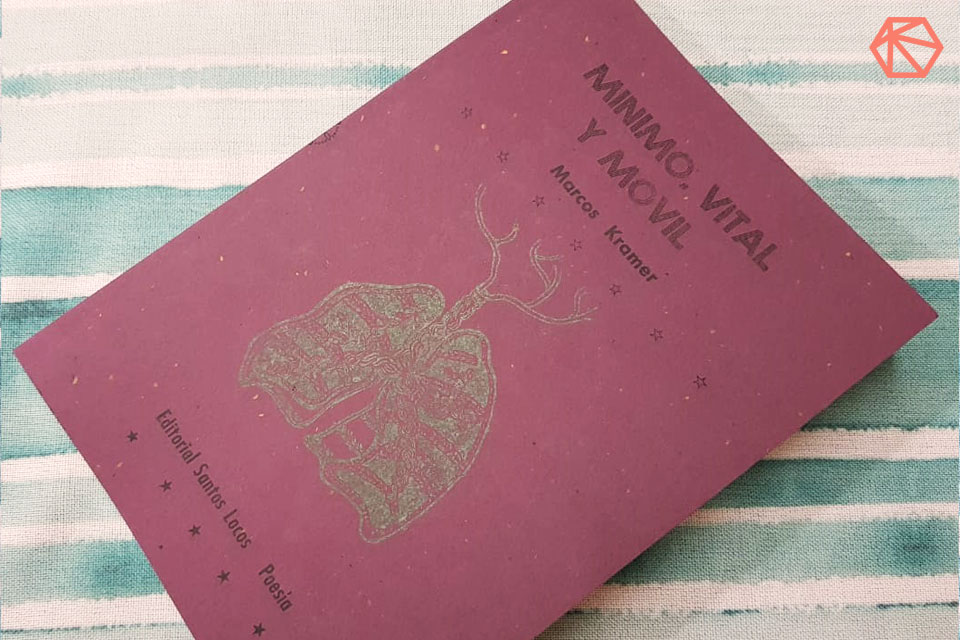 MINIMO, VITAL
Y MOVIL
Marcos Kramer
Editorial Santos Locos Poesía